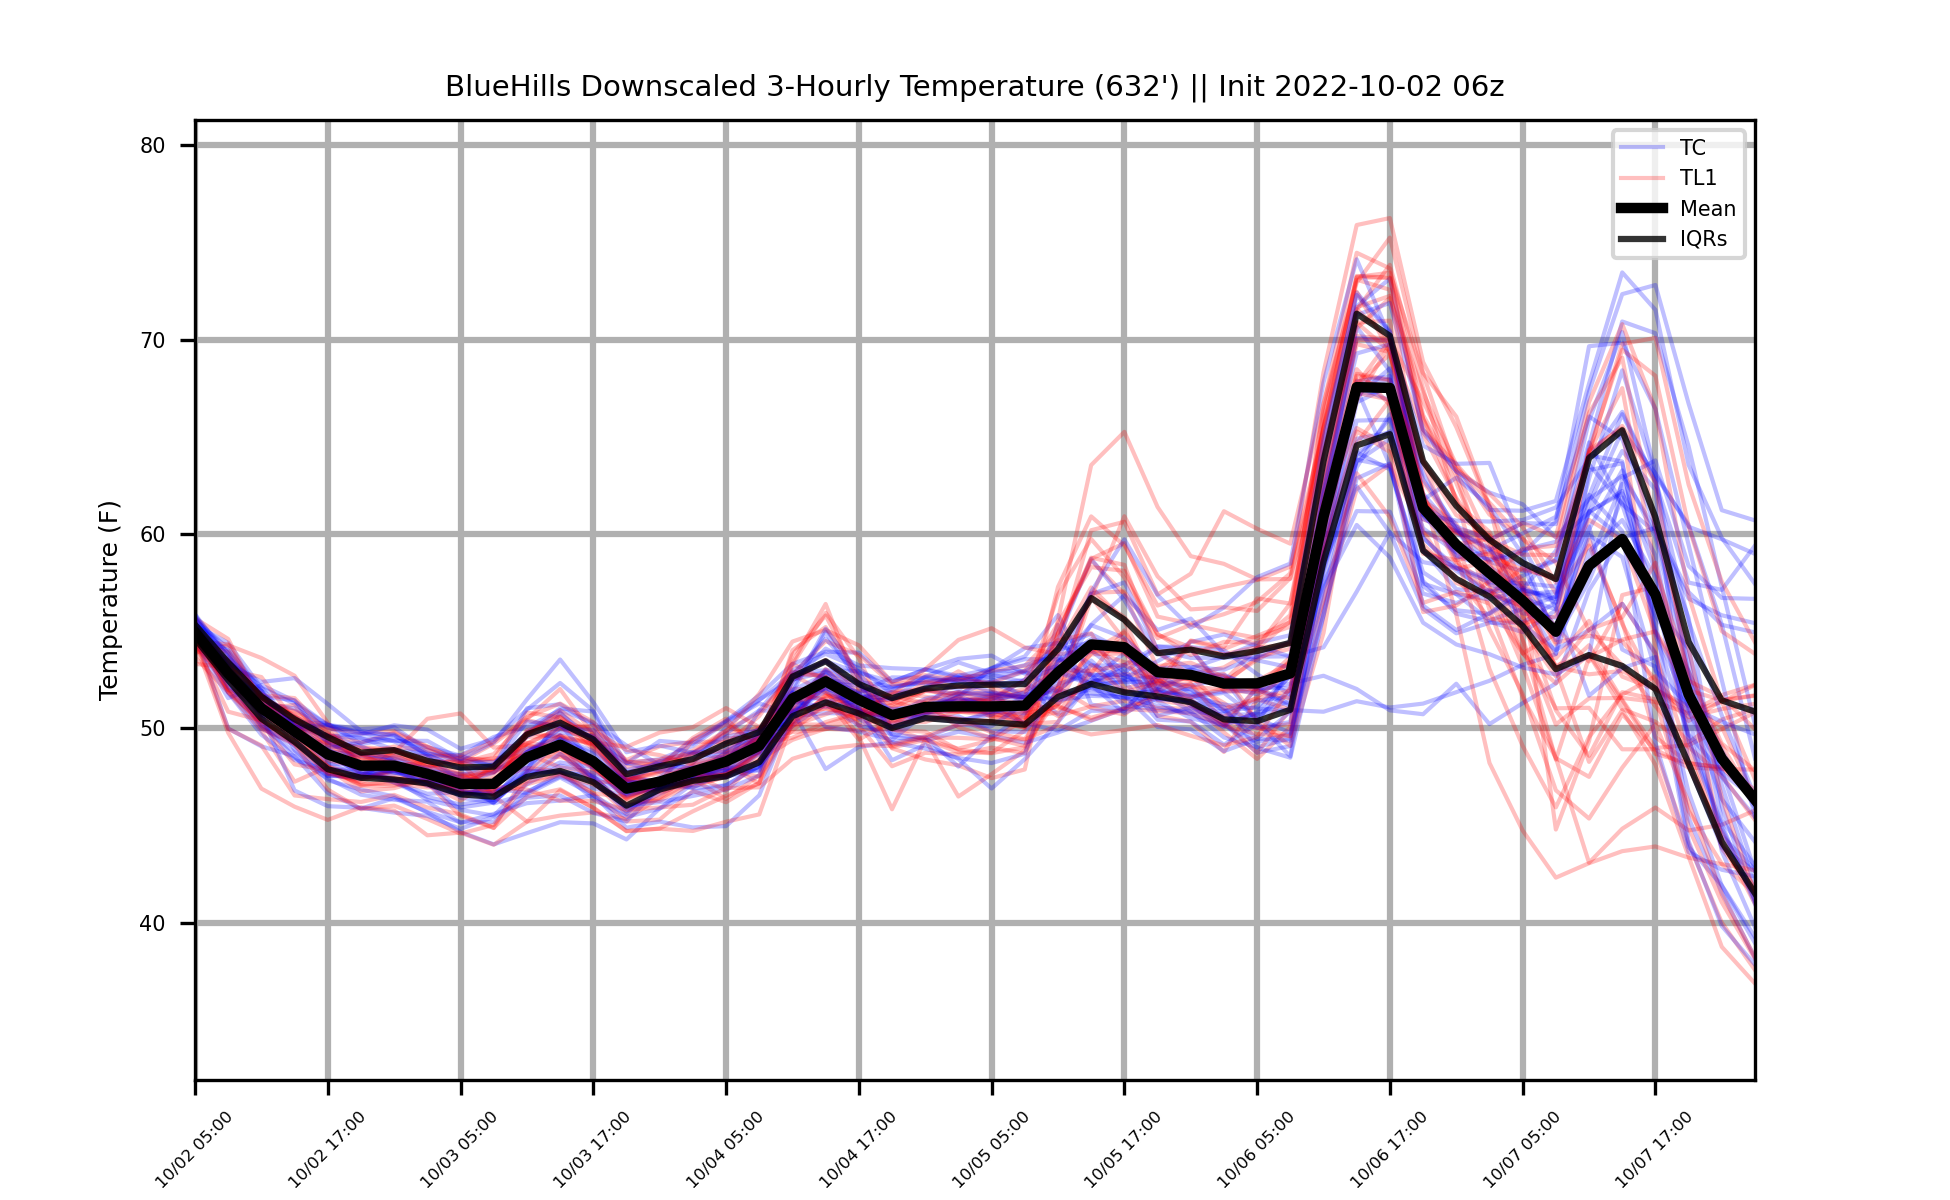 BlueHills Downscaled 3-Hourly Temperature (632') || Init 2022-10-02 06z
TC
TL1
Mean
IQRs
Temperature (F)
80
70
60
50
40
10/02 05:00
10/02 17:00
10/03 05:00
10/03 17:00
10/04 05:00
10/04 17:00
10/05 05:00
10/05 17:00
10/06 05:00
10/06 17:00
10/07 05:00
10/07 17:00